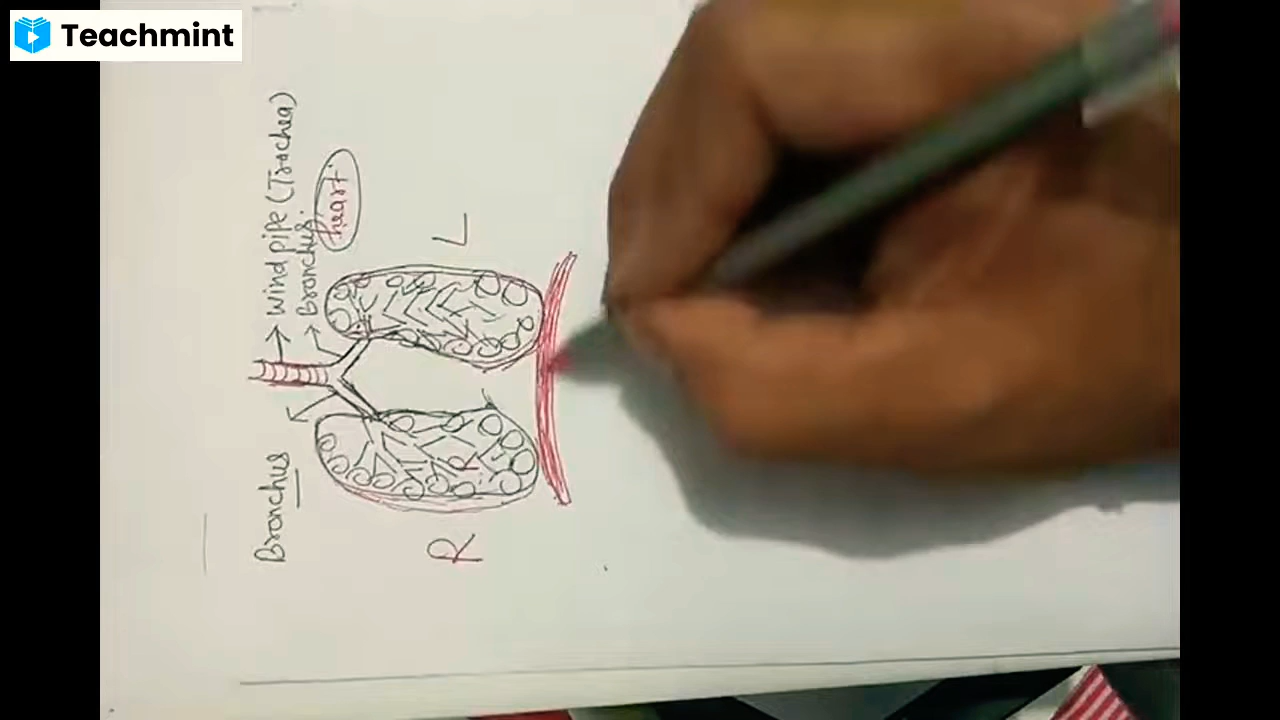 Teachmint
→ wind pipe (Trachea)
→ Bronchus.
heart.
L
Bronchus
R
R